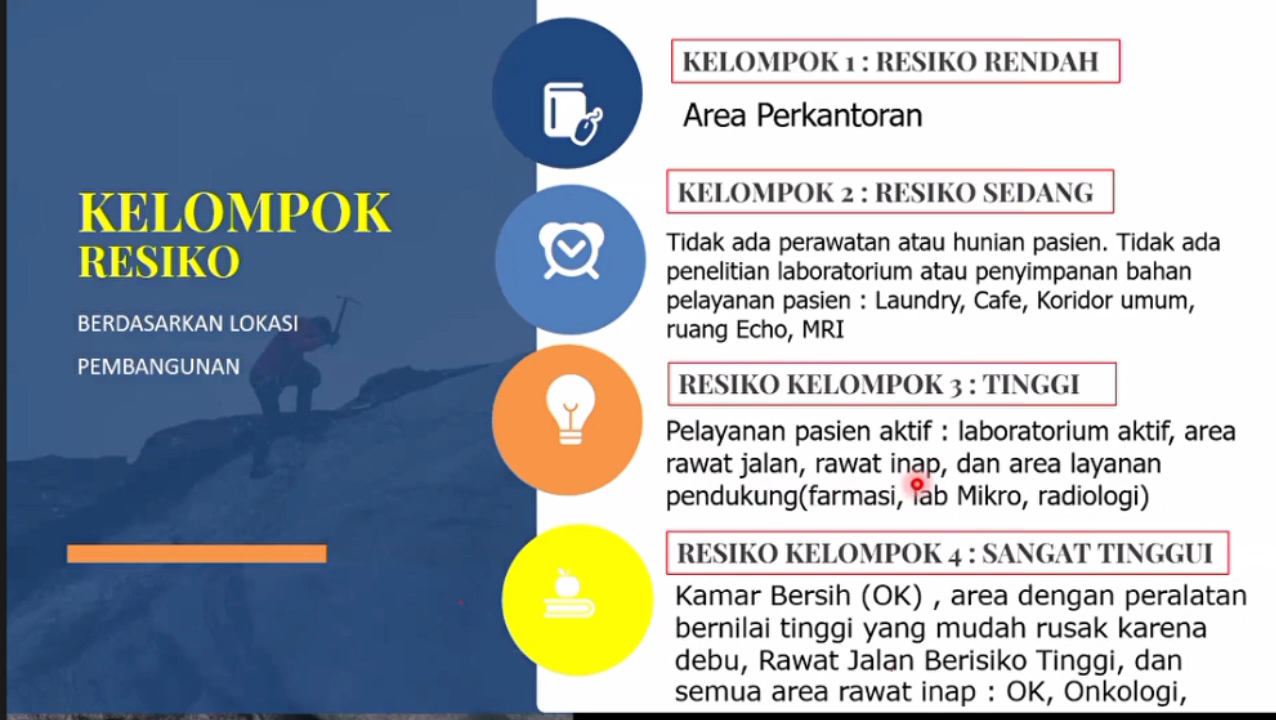 KELOMPOK
RESIKO
BERDASARKAN LOKASI
PEMBANGUNAN
KELOMPOK 1 : RESIKO RENDAH
Area Perkantoran
KELOMPOK 2 : RESIKO SEDANG
Tidak ada perawatan atau hunian pasien. Tidak ada
penelitian laboratorium atau penyimpanan bahan
pelayanan pasien : Laundry, Cafe, Koridor umum,
ruang Echo, MRI
RESIKO KELOMPOK 3 : TINGGI
Pelayanan pasien aktif : laboratorium aktif, area
rawat jalan, rawat inap, dan area layanan
pendukung(farmasi, lab Mikro, radiologi)
RESIKO KELOMPOK 4 : SANGAT TINGGUI
Kamar Bersih (OK) , area dengan peralatan
bernilai tinggi yang mudah rusak karena
debu, Rawat Jalan Berisiko Tinggi, dan
semua area rawat inap : OK, Onkologi,